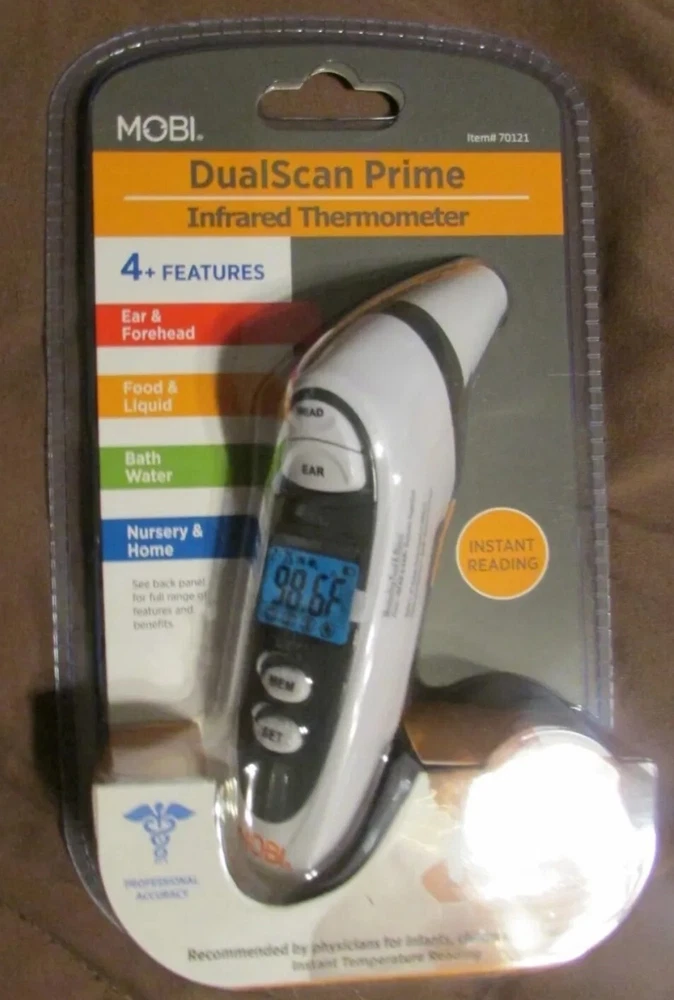 MOBI®
Item# 70121
DualScan Prime
Infrared Thermometer
4+ FEATURES
Ear &
Forehead
Food &
Liquid
Bath
Water
Nursery &
Home
See back panel
for full range of
features and
benefits.
EAR
INSTANT
READING
98.6F
MEM
SET
MOBI
PROFESSIONAL
ACCURACY
Recommended by physicians for infants,
Instant Temperature Reading